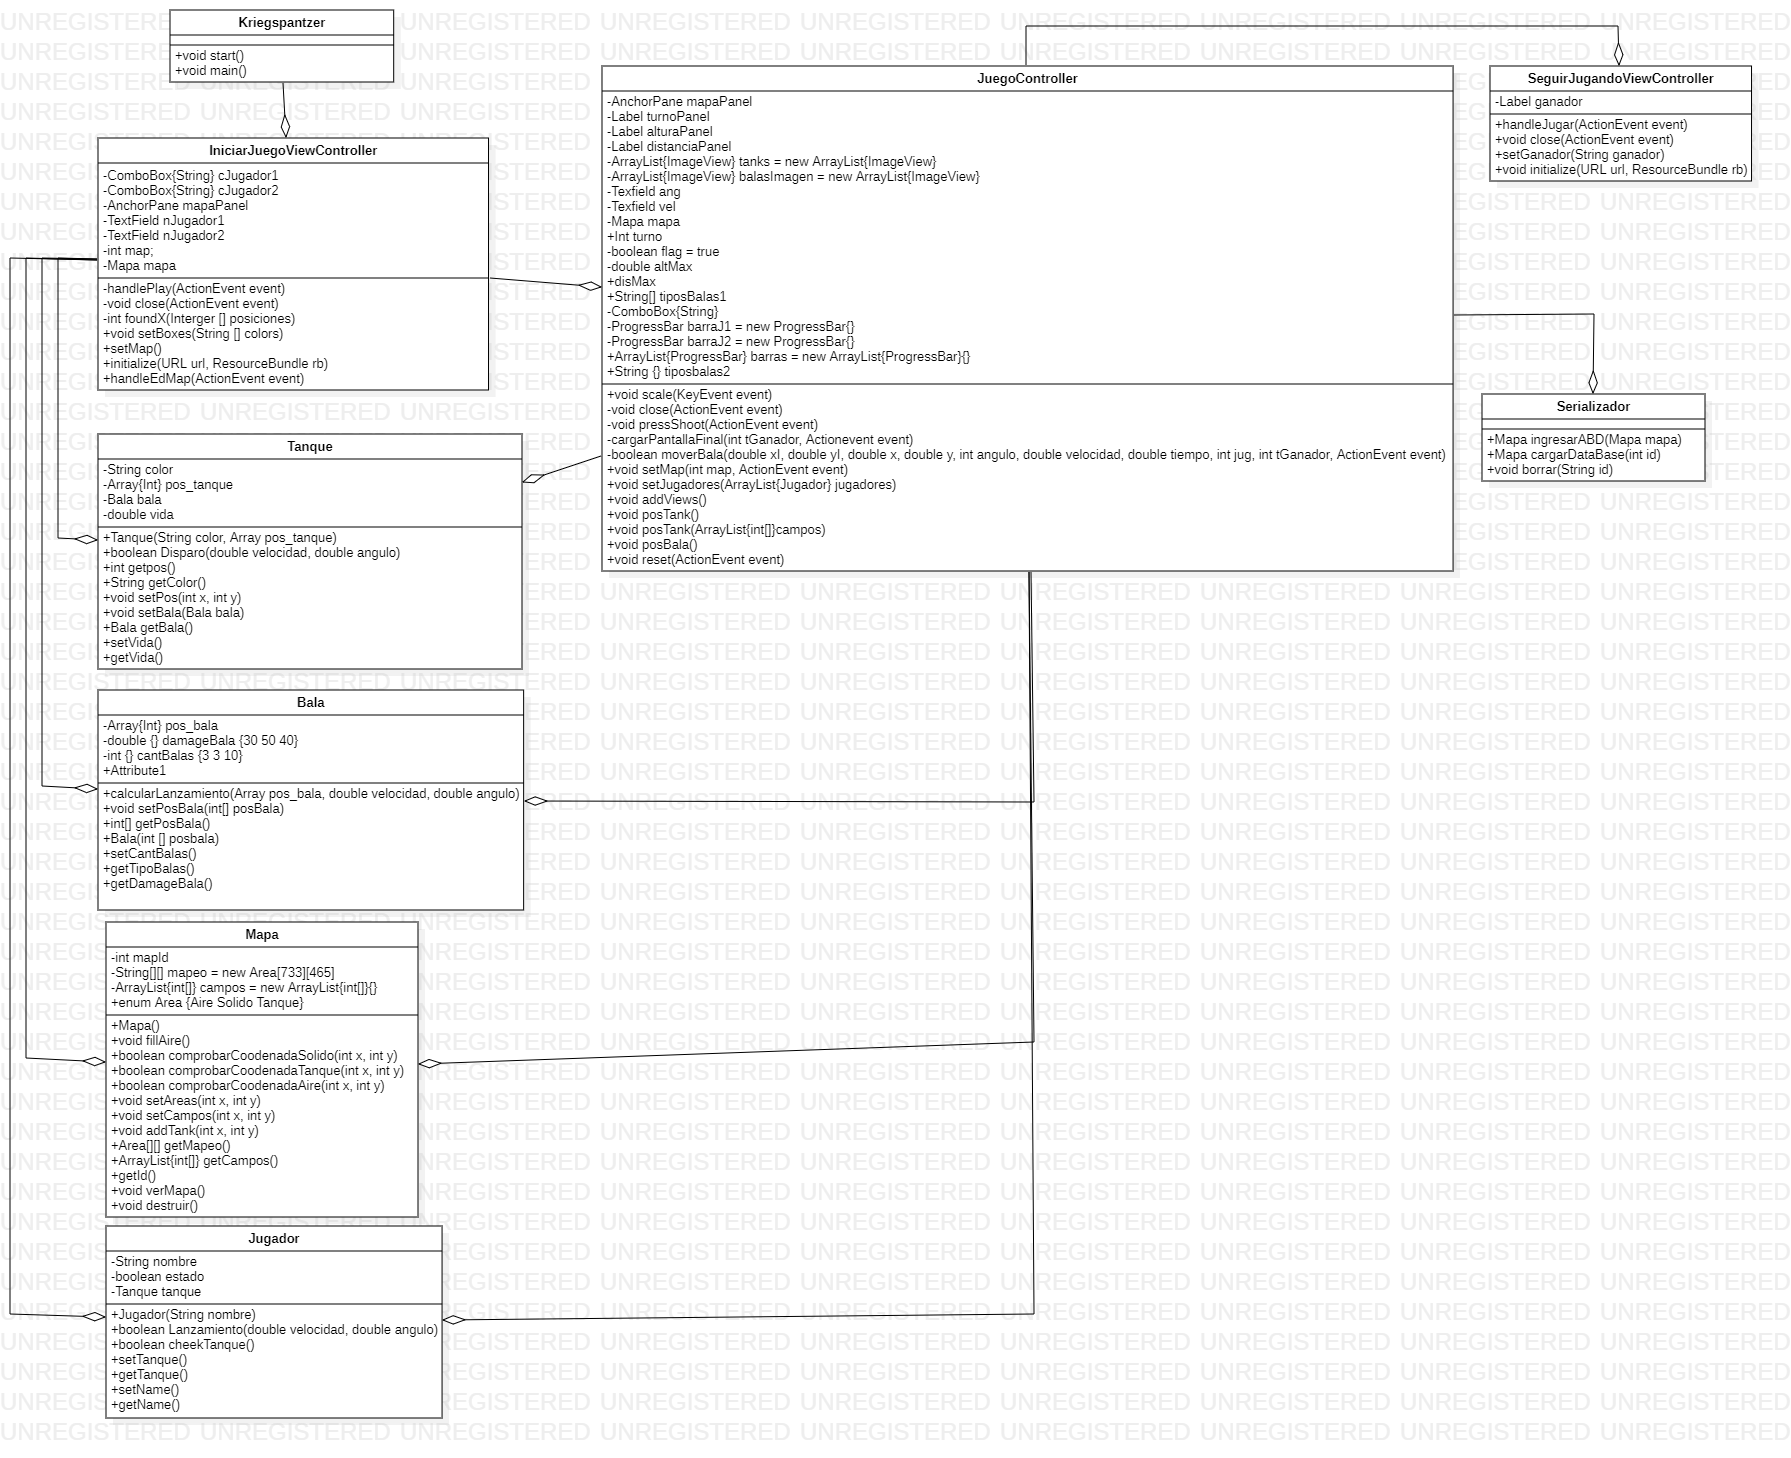 Kriegspantzer
+void start()
+void main()
IniciarJuegoViewController
-ComboBox{String} cJugador1
-ComboBox{String} cJugador2
-AnchorPane mapaPanel
-TextField nJugador1
-TextField nJugador2
-int map;
-Mapa mapa
-handlePlay(ActionEvent event)
-void close(ActionEvent event)
-int foundX(Interger [] posiciones)
+void setBoxes(String [] colors)
+setMap()
+initialize(URL url, ResourceBundle rb)
+handleEdMap(ActionEvent event)
JuegoController
-AnchorPane mapaPanel
-Label turnoPanel
-Label alturaPanel
-Label distanciaPanel
-ArrayList{ImageView} tanks = new ArrayList{ImageView}
-ArrayList{ImageView} balasImagen = new ArrayList{ImageView}
-Texfield ang
-Texfield vel
-Mapa mapa
+Int turno
-boolean flag = true
-double altMax
+disMax
+String[] tiposBalas1
-ComboBox{String}
-ProgressBar barraJ1 = new ProgressBar{}
-ProgressBar barraJ2 = new ProgressBar{}
+ArrayList{ProgressBar} barras = new ArrayList{ProgressBar}{}
+String {} tiposbalas2
+void scale(KeyEvent event)
-void close(ActionEvent event)
-void pressShoot(ActionEvent event)
-cargarPantallaFinal(int tGanador, Actionevent event)
-boolean moverBala(double xI, double yI, double x, double y, int angulo, double velocidad, double tiempo, int jug, int tGanador, ActionEvent event)
+void setMap(int map, ActionEvent event)
+void setJugadores(ArrayList{Jugador} jugadores)
+void addViews()
+void posTank()
+void posTank(ArrayList{int[]}campos)
+void posBala()
+void reset(ActionEvent event)
SeguirJugandoViewController
-Label ganador
+handleJugar(ActionEvent event)
+void close(ActionEvent event)
+setGanador(String ganador)
+void initialize(URL url, ResourceBundle rb)
Serializador
+Mapa ingresarABD(Mapa mapa)
+Mapa cargarDataBase(int id)
+void borrar(String id)
Tanque
-String color
-Array{Int} pos_tanque
-Bala bala
-double vida
+Tanque(String color, Array pos_tanque)
+boolean Disparo(double velocidad, double angulo)
+int getpos()
+String getColor()
+void setPos(int x, int y)
+void setBala(Bala bala)
+Bala getBala()
+setVida()
+getVida()
Bala
-Array{Int} pos_bala
-double {} damageBala {30 50 40}
-int {} cantBalas {3 3 10}
+Attribute1
+calcularLanzamiento(Array pos_bala, double velocidad, double angulo)
+void setPosBala(int[] posBala)
+int[] getPosBala()
+Bala(int [] posbala)
+setCantBalas()
+getTipoBalas()
+getDamageBala()
Mapa
-int mapId
-String[][] mapeo = new Area[733][465]
-ArrayList{int[]} campos = new ArrayList{int[]}{}
+enum Area {Aire Solido Tanque}
+Mapa()
+void fillAire()
+boolean comprobarCoodenadaSolido(int x, int y)
+boolean comprobarCoodenadaTanque(int x, int y)
+boolean comprobarCoodenadaAire(int x, int y)
+void setAreas(int x, int y)
+void setCampos(int x, int y)
+void addTank(int x, int y)
+Area[][] getMapeo()
+ArrayList{int[]} getCampos()
+getId()
+void verMapa()
+void destruir()
Jugador
-String nombre
-boolean estado
-Tanque tanque
+Jugador(String nombre)
+boolean Lanzamiento(double velocidad, double angulo)
+boolean cheekTanque()
+setTanque()
+getTanque()
+setName()
+getName()